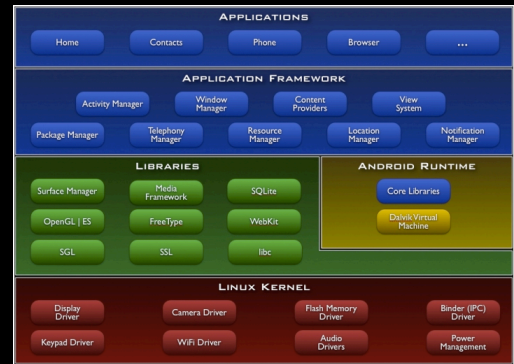 APPLICATIONS
Home
Contacts
Phone
Browser
...
APPLICATION FRAMEWORK
Activity Manager
Window
Manager
Content
Providers
View
System
Package Manager
Telephony
Manager
Resource
Manager
Location
Manager
Notification
Manager
LIBRARIES
Surface Manager
Media
Framework
SQLite
OpenGL | ES
FreeType
WebKit
SGL
SSL
libc
ANDROID RUNTIME
Core Libraries
Dalvik Virtual
Machine
LINUX KERNEL
Display
Driver
Camera Driver
Flash Memory
Driver
Binder (IPC)
Driver
Keypad Driver
WiFi Driver
Audio
Drivers
Power
Management